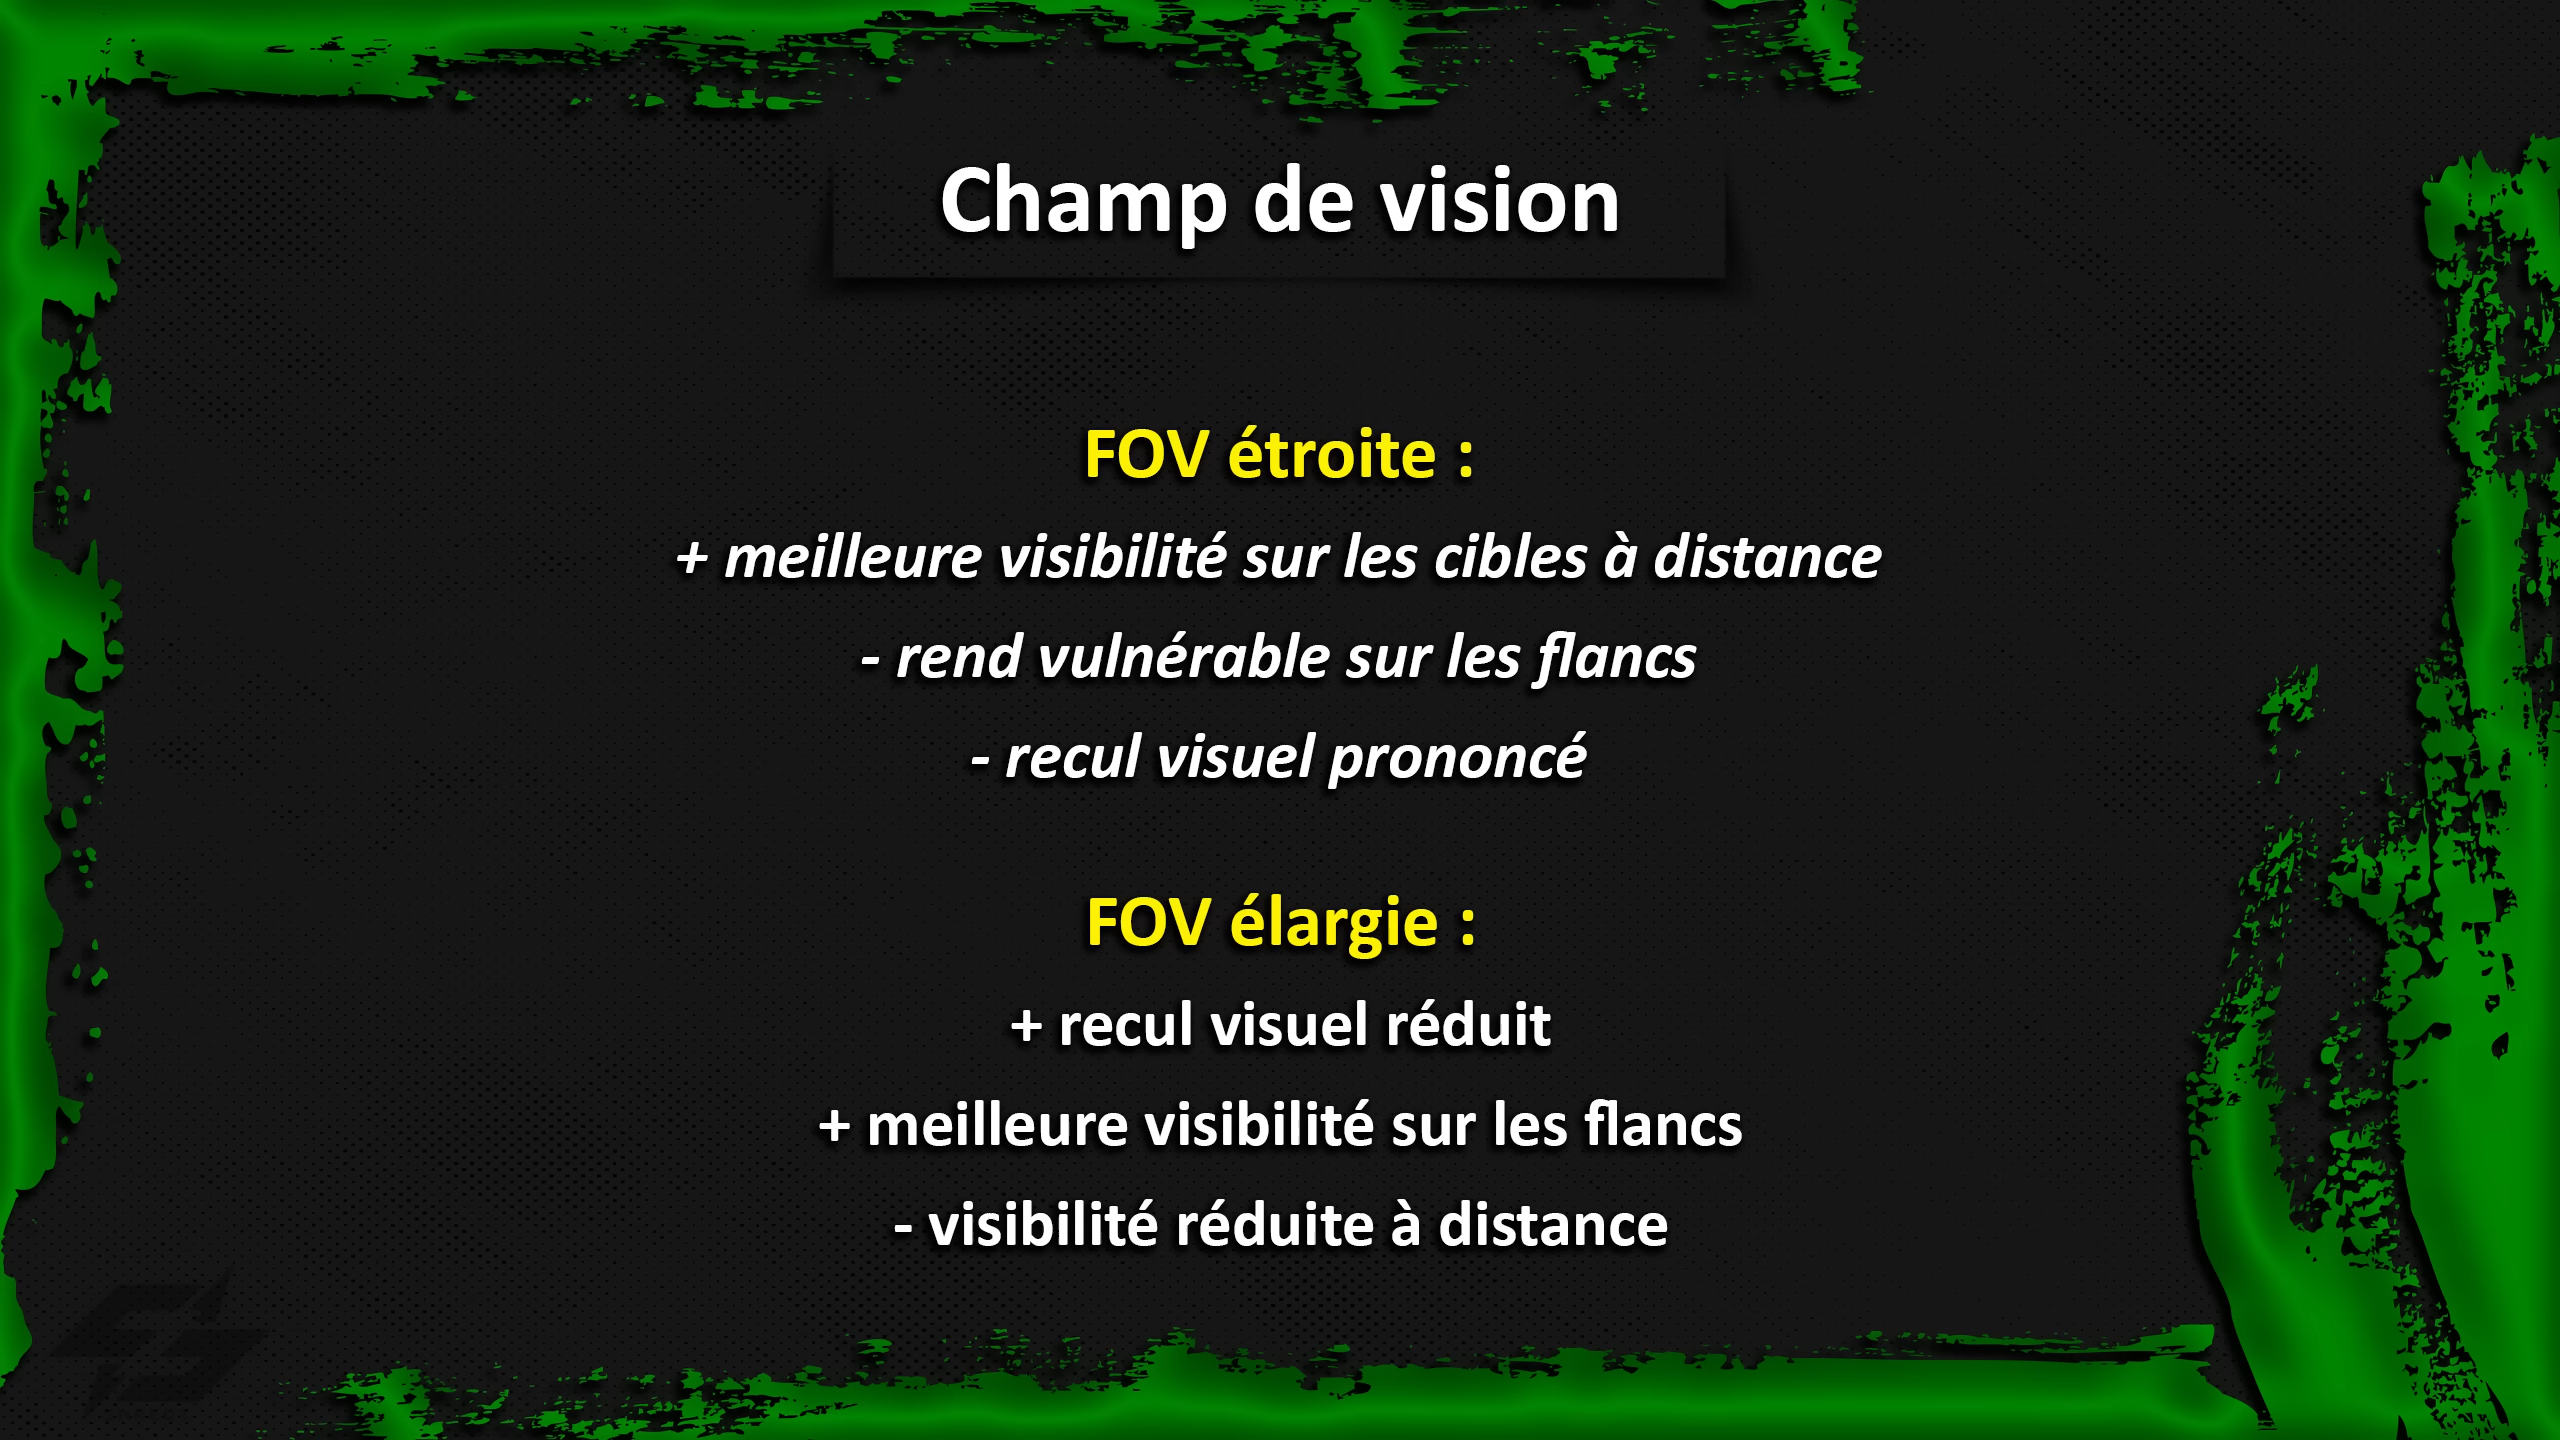 Champ de vision
FOV étroite :
+ meilleure visibilité sur les cibles à distance
- rend vulnérable sur les flancs
- recul visuel prononcé
FOV élargie :
+ recul visuel réduit
+ meilleure visibilité sur les flancs
- visibilité réduite à distance